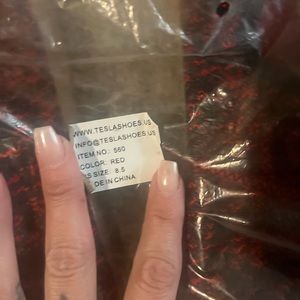 WWW.TESLASHOES.US
INFO@TESLASHOES.US
ITEM NO.: 560
COLOR: RED
SIZE: 8.5
DE IN CHINA